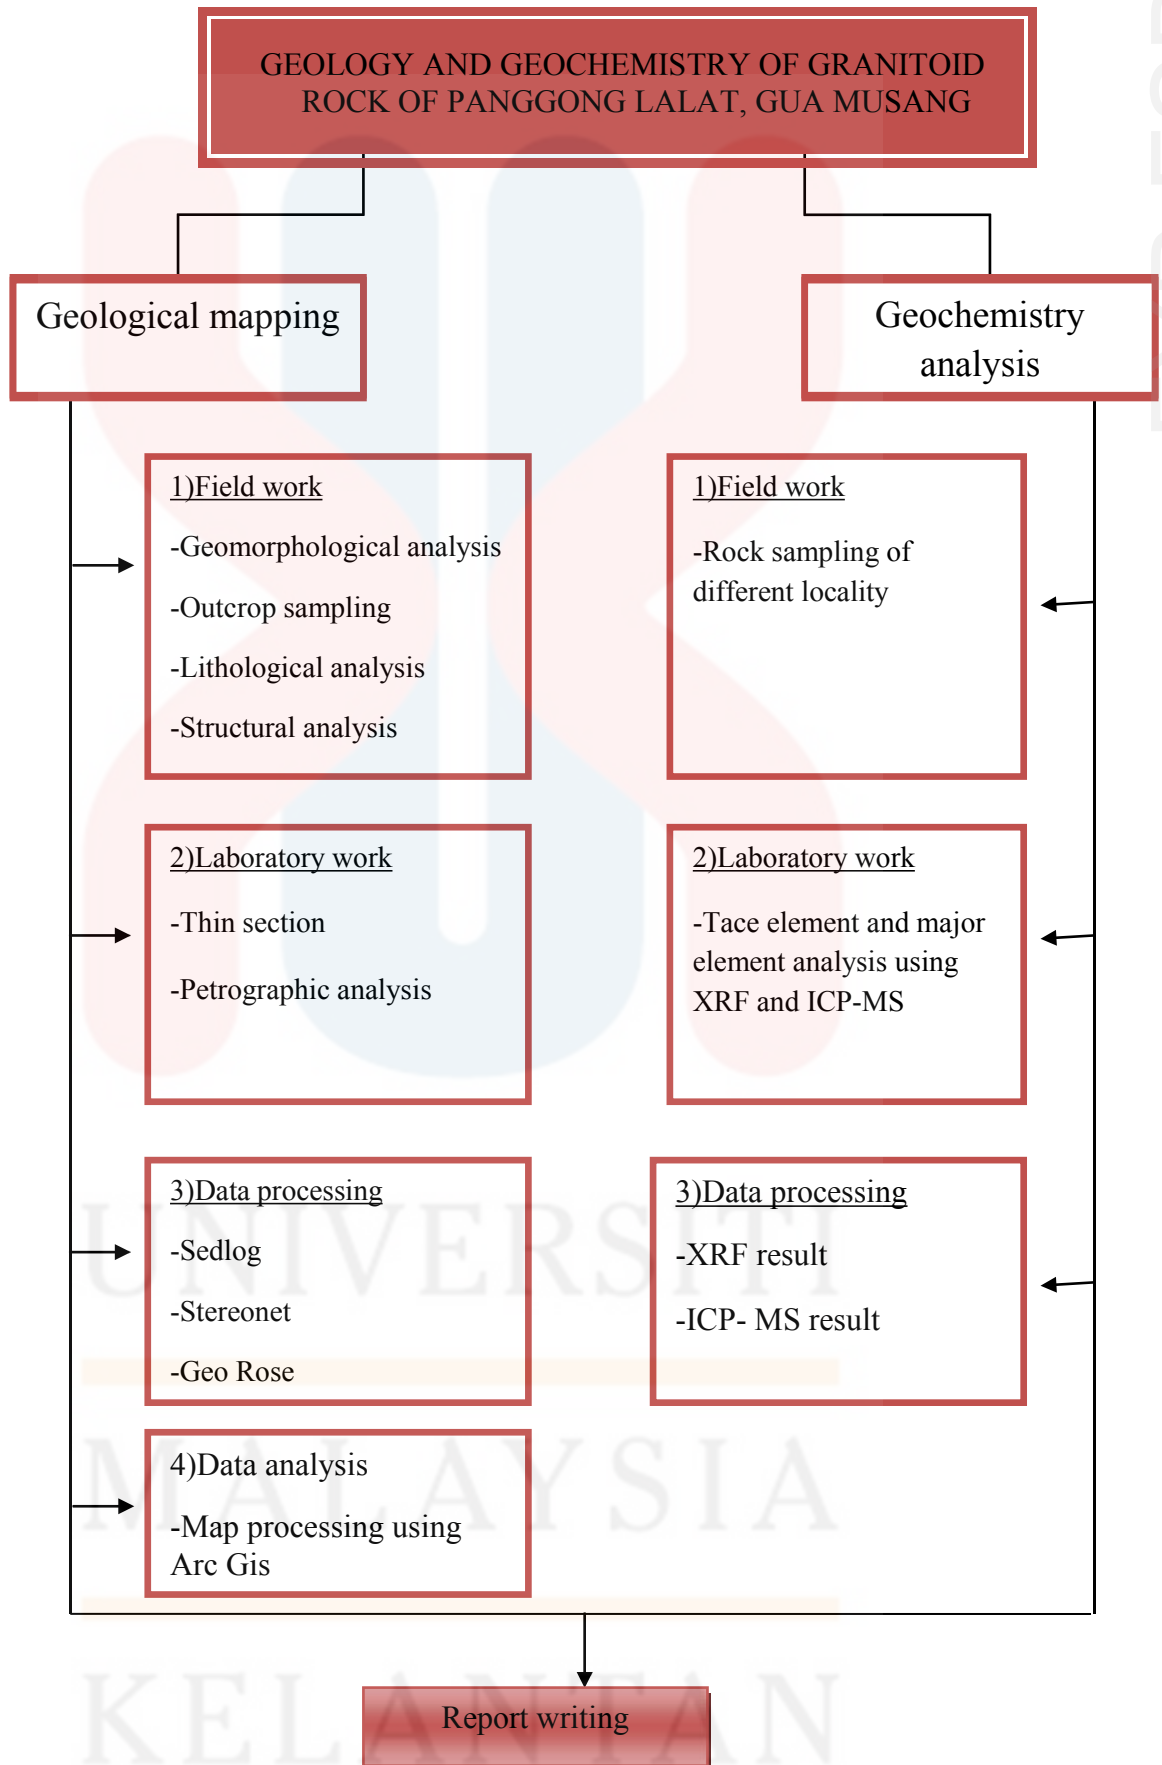 GEOLOGY AND GEOCHEMISTRY OF GRANITOID
ROCK OF PANGGONG LALAT, GUA MUSANG
Geological mapping
1)Field work
-Geomorphological analysis
-Outcrop sampling
-Lithological analysis
-Structural analysis
2)Laboratory work
-Thin section
-Petrographic analysis
3)Data processing
-Sedlog
-Stereonet
-Geo Rose
4)Data analysis
-Map processing using
Arc Gis
Geochemistry
analysis
1)Field work
-Rock sampling of
different locality
2)Laboratory work
-Tace element and major
element analysis using
XRF and ICP-MS
3)Data processing
-XRF result
-ICP- MS result
Report writing
UNIVERSITI
MALAYSIA
KELANTAN